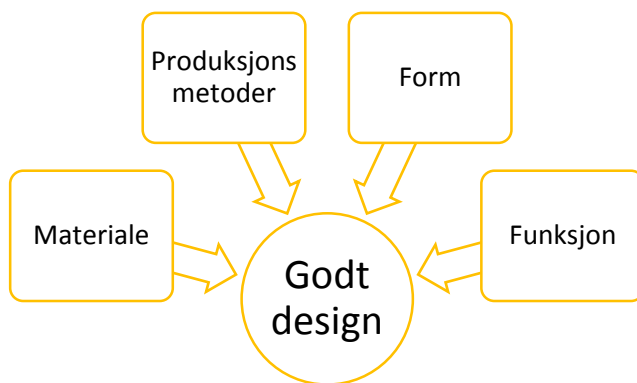 Produksjons
metoder
Form
Materiale
Funksjon
Godt
design